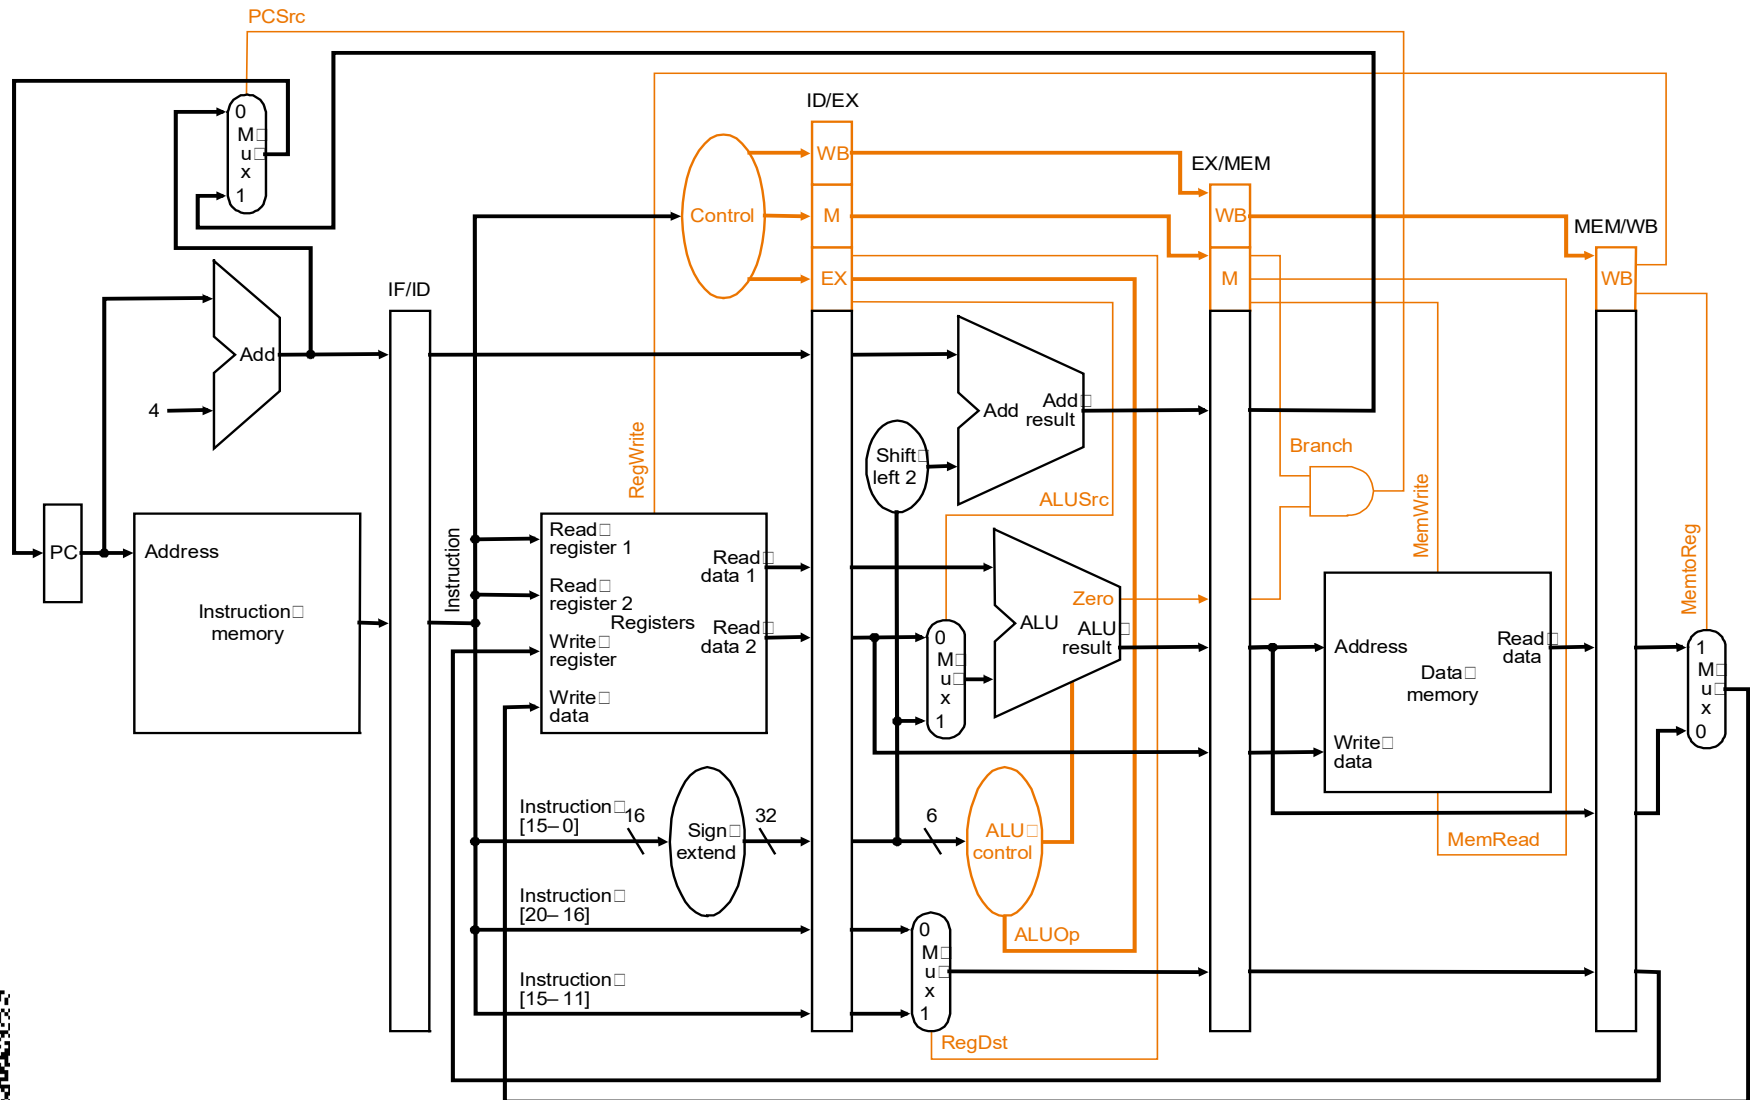 PCSrc
ID/EX
0
M
u
x
1
WB
EX/MEM
Control
M
WB
MEM/WB
EX
M
WB
IF/ID
Add
4
Add
Add
result
RegWrite
Shift
left 2
Branch
ALUSrc
MemWrite
MemtoReg
PC
Address
Instruction
memory
Instruction
Read
register 1
Read
register 2
Write
register
Write
data
Registers
Read
data 1
Read
data 2
0
M
u
x
1
Zero
ALU
ALU
result
Address
Read
data
Data
memory
Write
data
1
M
u
x
0
MemRead
Instruction
[15–0]
16
Sign
extend
32
6
ALU
control
Instruction
[20–16]
ALUOp
0
M
u
x
1
Instruction
[15–11]
RegDst